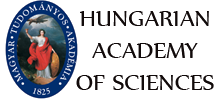 HUNGARIAN
ACADEMY
OF SCIENCES
MAGYAR · TUDOMÁNYOS · AKADÉMIA ·
1825